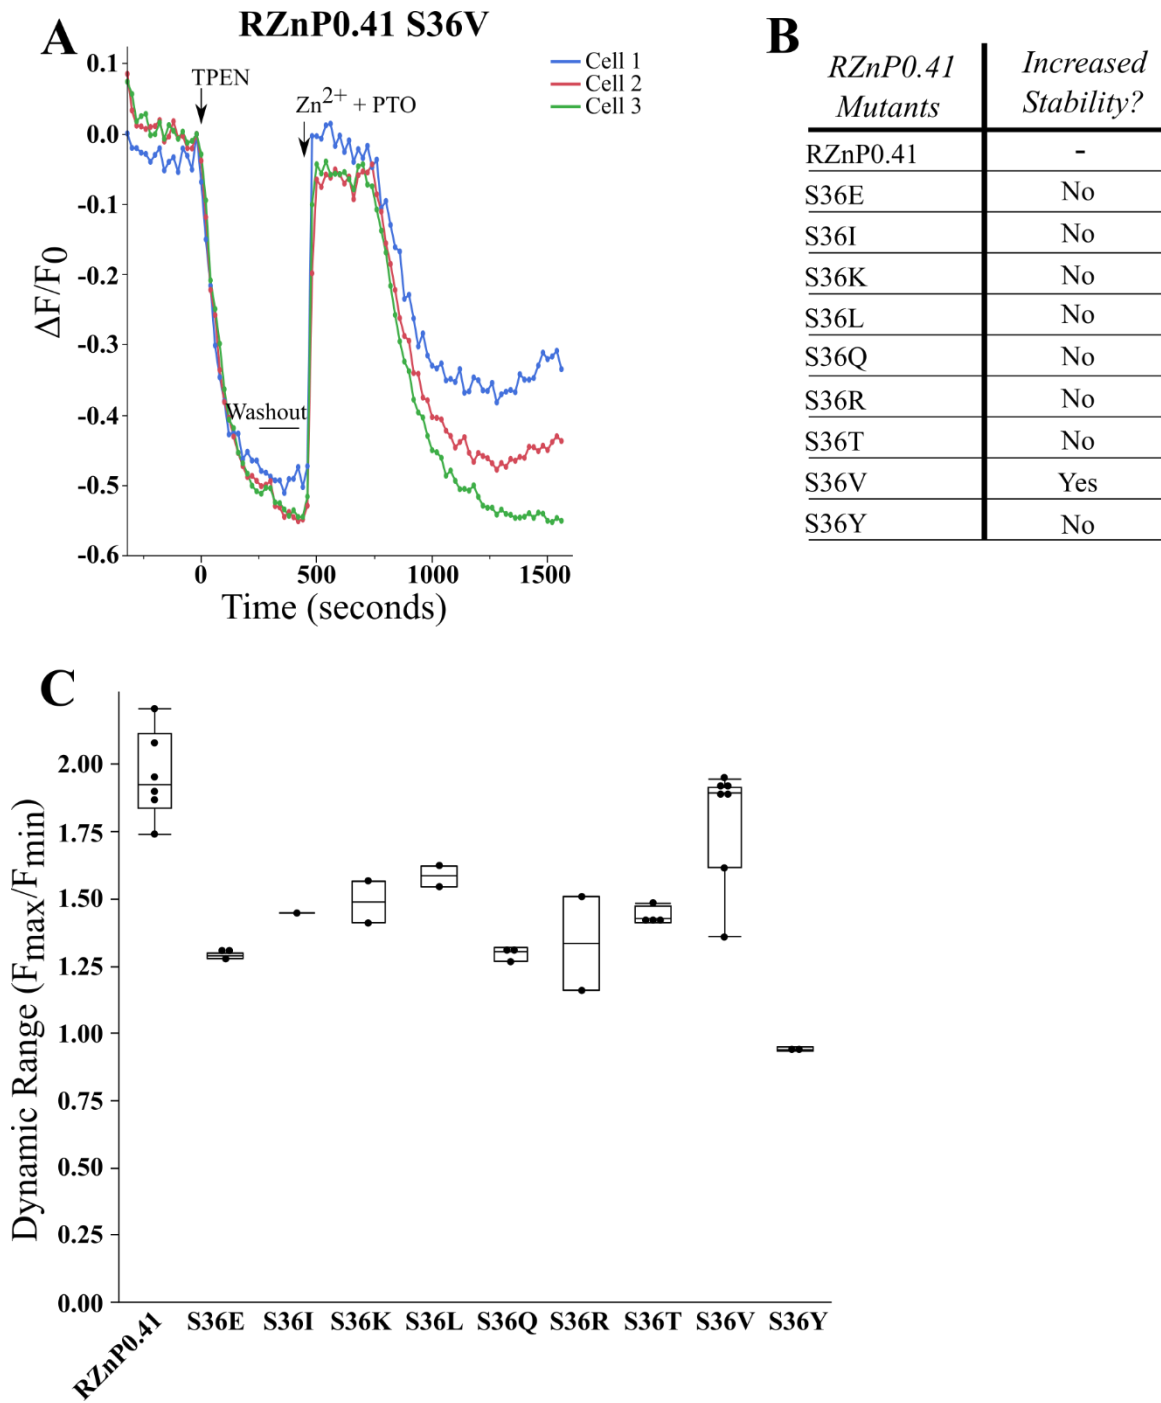 A
RZnP0.41 S36V
Cell 1
Cell 2
Cell 3
TPEN
Zn2+ + PTO
Washout
0.1
0.0
-0.1
-0.2
-0.3
-0.4
-0.5
-0.6
ΔF/F0
0 500 1000 1500
Time (seconds)
B
RZnP0.41 Mutants
Increased Stability?
RZnP0.41 -
S36E No
S36I No
S36K No
S36L No
S36Q No
S36R No
S36T No
S36V Yes
S36Y No
C
2.00
1.75
1.50
1.25
1.00
0.75
0.50
0.25
0.00
Dynamic Range (Fmax/Fmin)
RZnP0.41 S36E S36I S36K S36L S36Q S36R S36T S36V S36Y